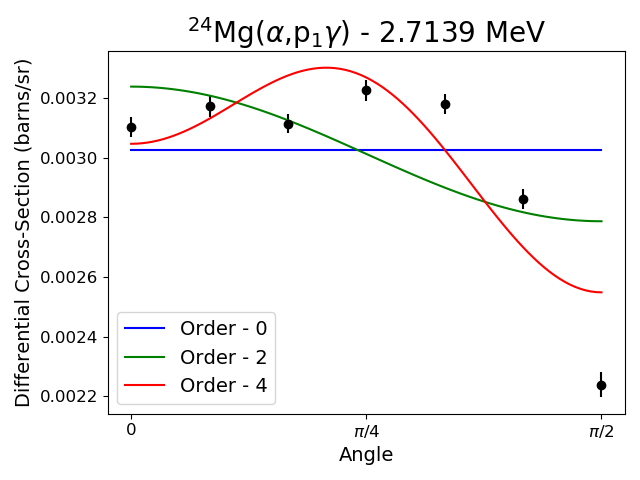 ²⁴Mg(α,p₁γ) - 2.7139 MeV
Differential Cross-Section (barns/sr)
0.0032
0.0030
0.0028
0.0026
0.0024
0.0022
Order - 0
Order - 2
Order - 4
0
π/4
π/2
Angle